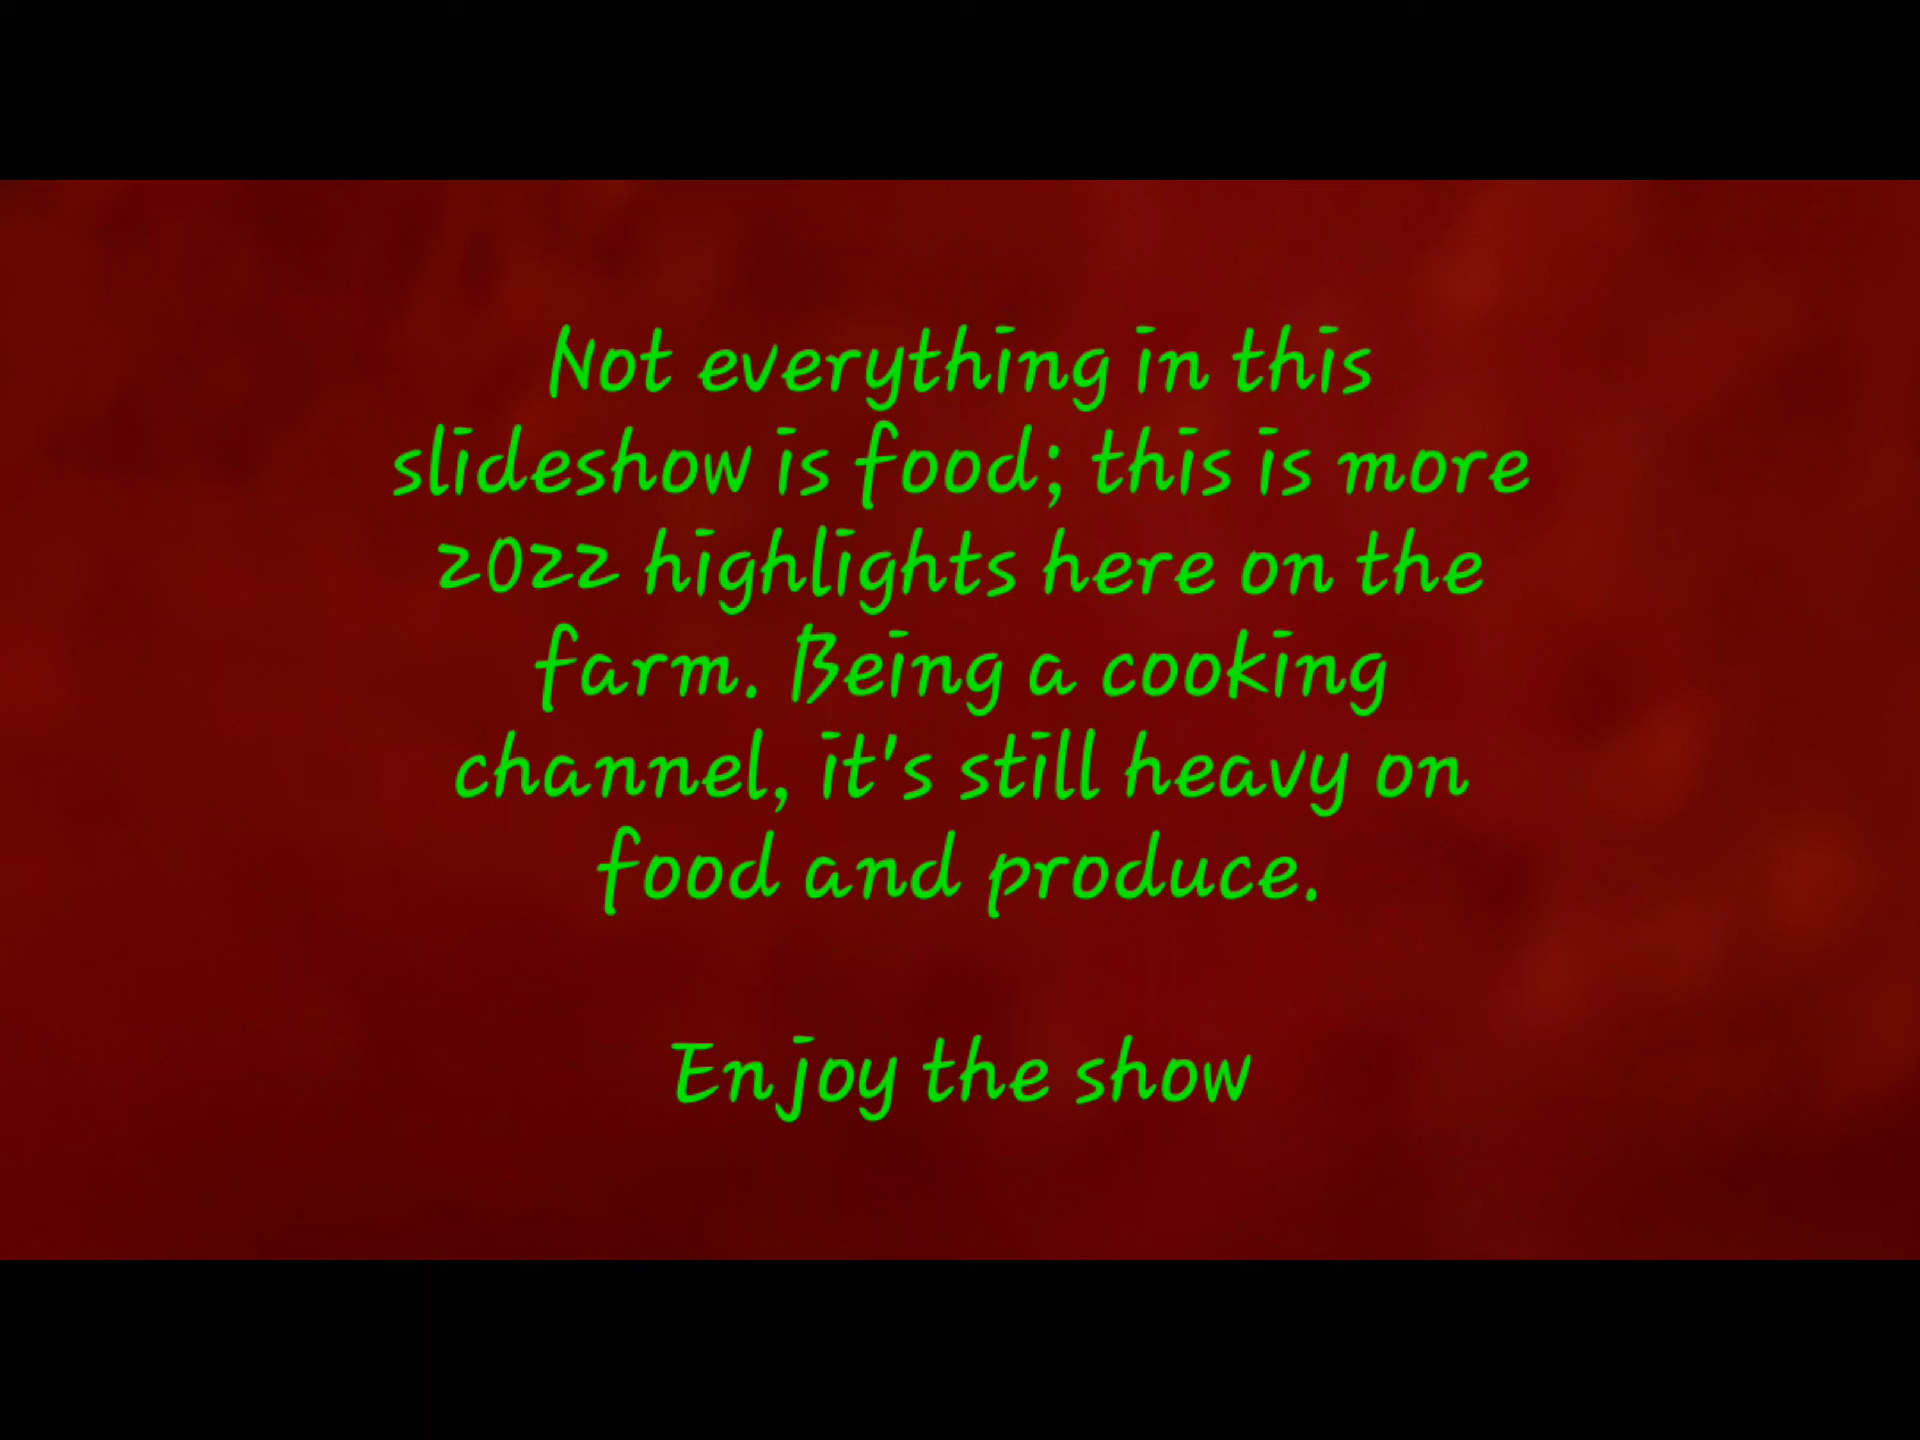 Not everything in this
slideshow is food; this is more
2022 highlights here on the
farm. Being a cooking
channel, it's still heavy on
food and produce.
Enjoy the show